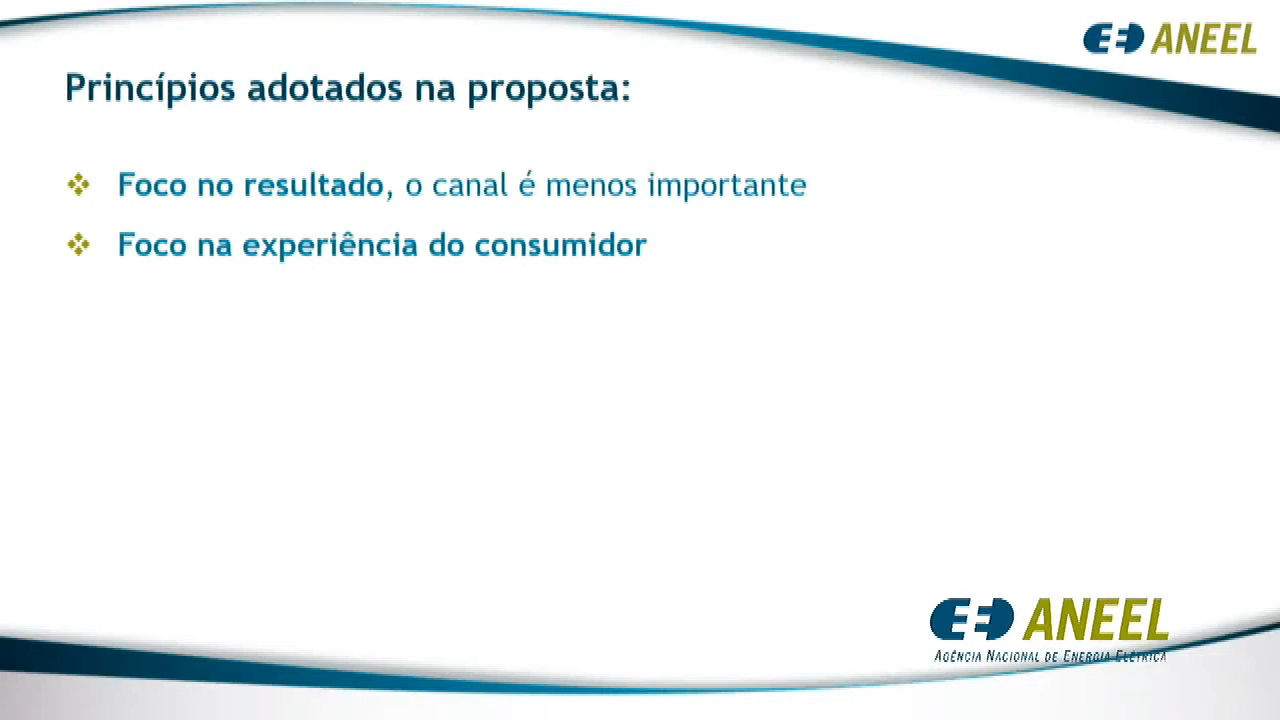 ANEEL
Princípios adotados na proposta:
Foco no resultado, o canal é menos importante
Foco na experiência do consumidor
ANEEL
AGÊNCIA NACIONAL DE ENERGIA ELÉTRICA